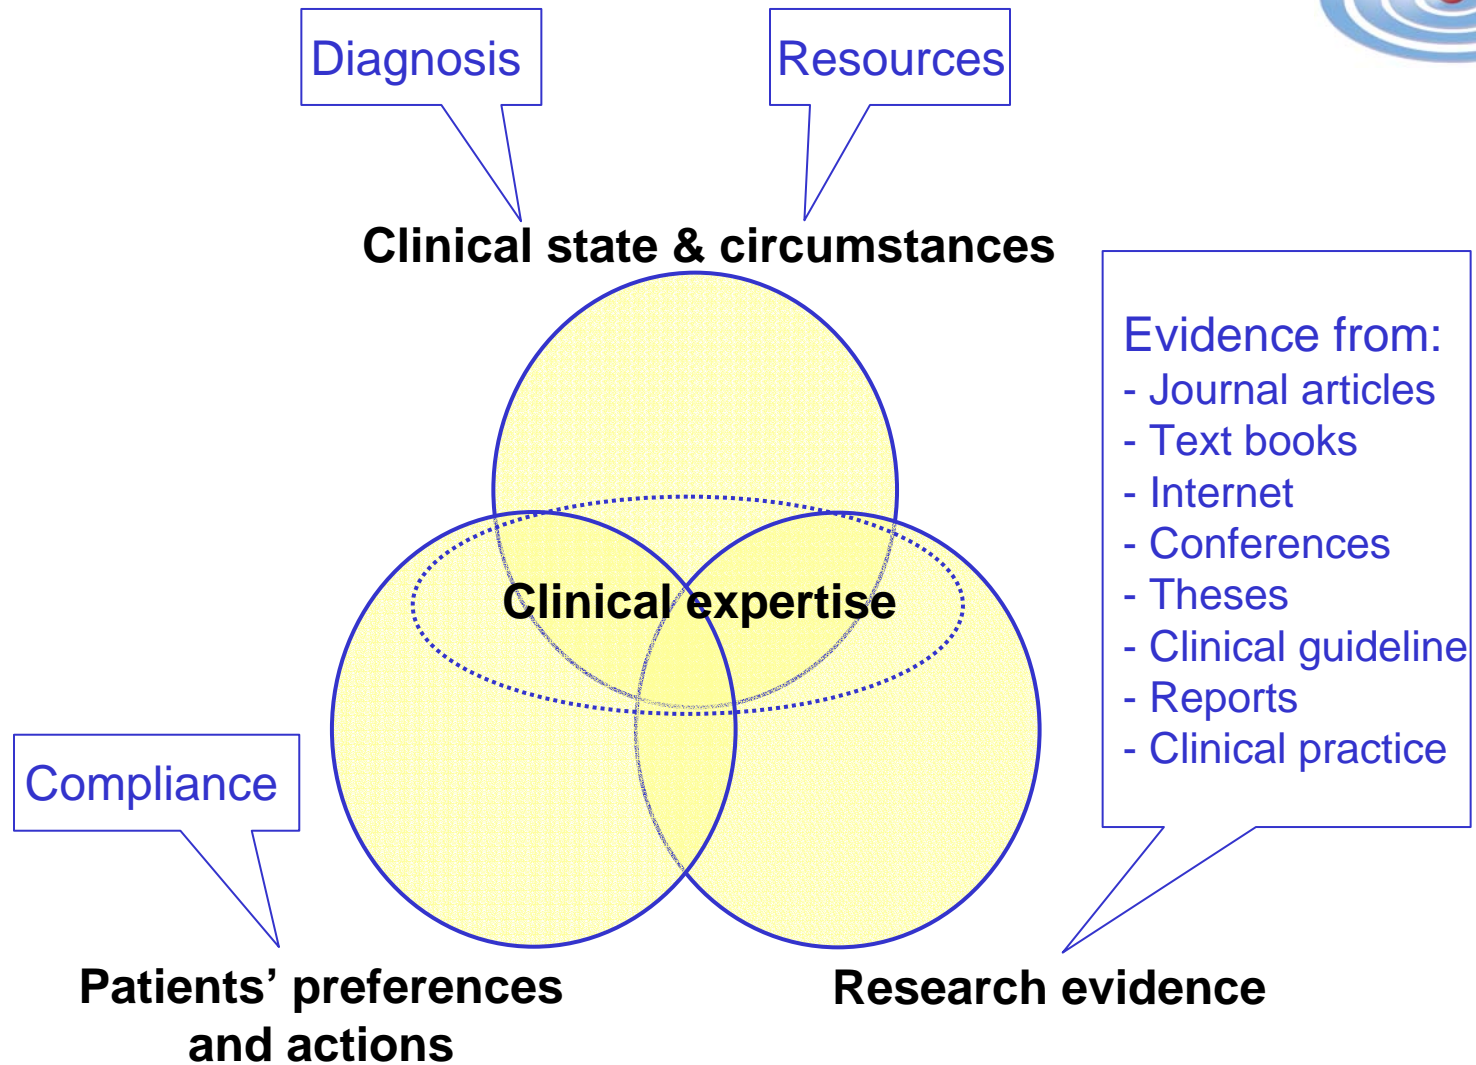 Diagnosis
Resources
Clinical state & circumstances
Evidence from:
- Journal articles
- Text books
- Internet
- Conferences
- Theses
- Clinical guideline
- Reports
- Clinical practice
Clinical expertise
Compliance
Patients’ preferences
and actions
Research evidence